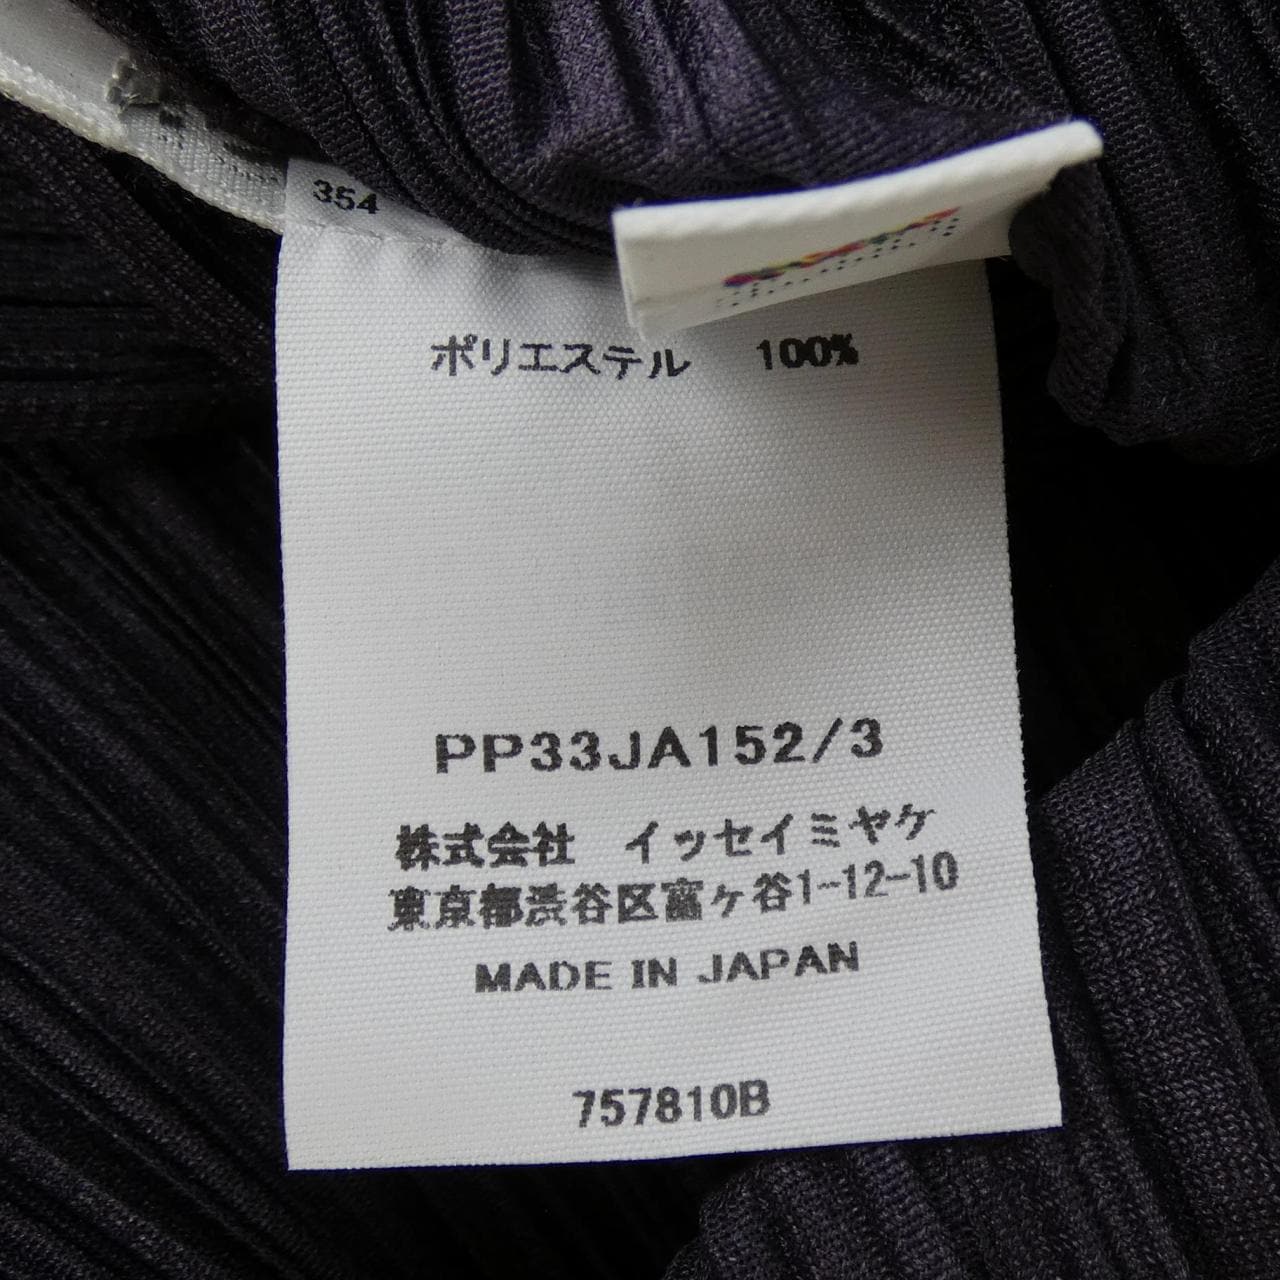 354
ポリエステル 100%
PP33JA152/3
株式会社 イッセイミヤケ
東京都渋谷区富ヶ谷1-12-10
MADE IN JAPAN
757810B